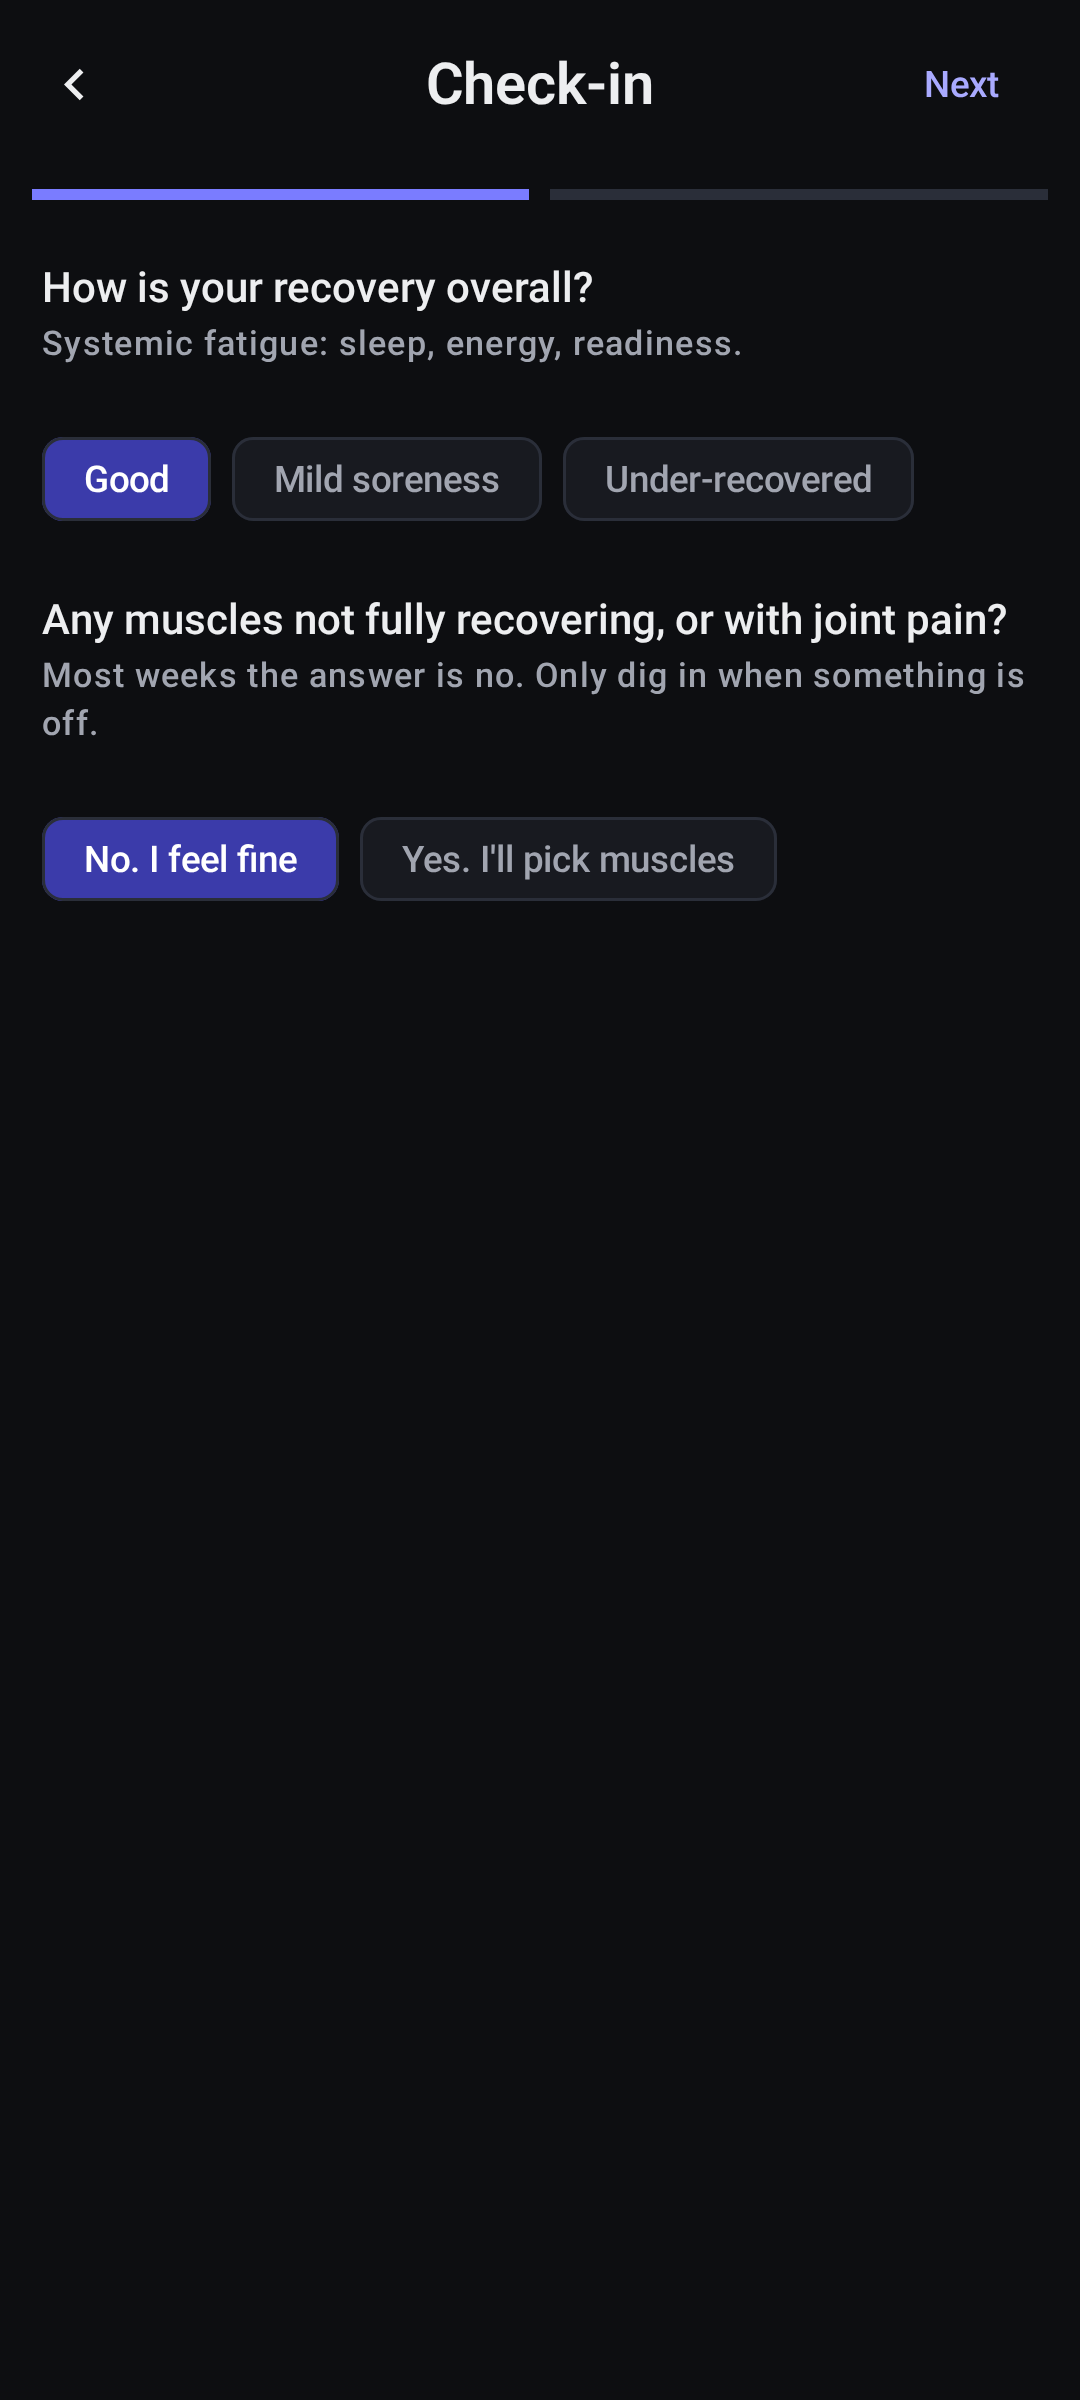 Check-in
Next
How is your recovery overall?
Systemic fatigue: sleep, energy, readiness.
Good
Mild soreness
Under-recovered
Any muscles not fully recovering, or with joint pain?
Most weeks the answer is no. Only dig in when something is
off.
No. I feel fine
Yes. I'll pick muscles